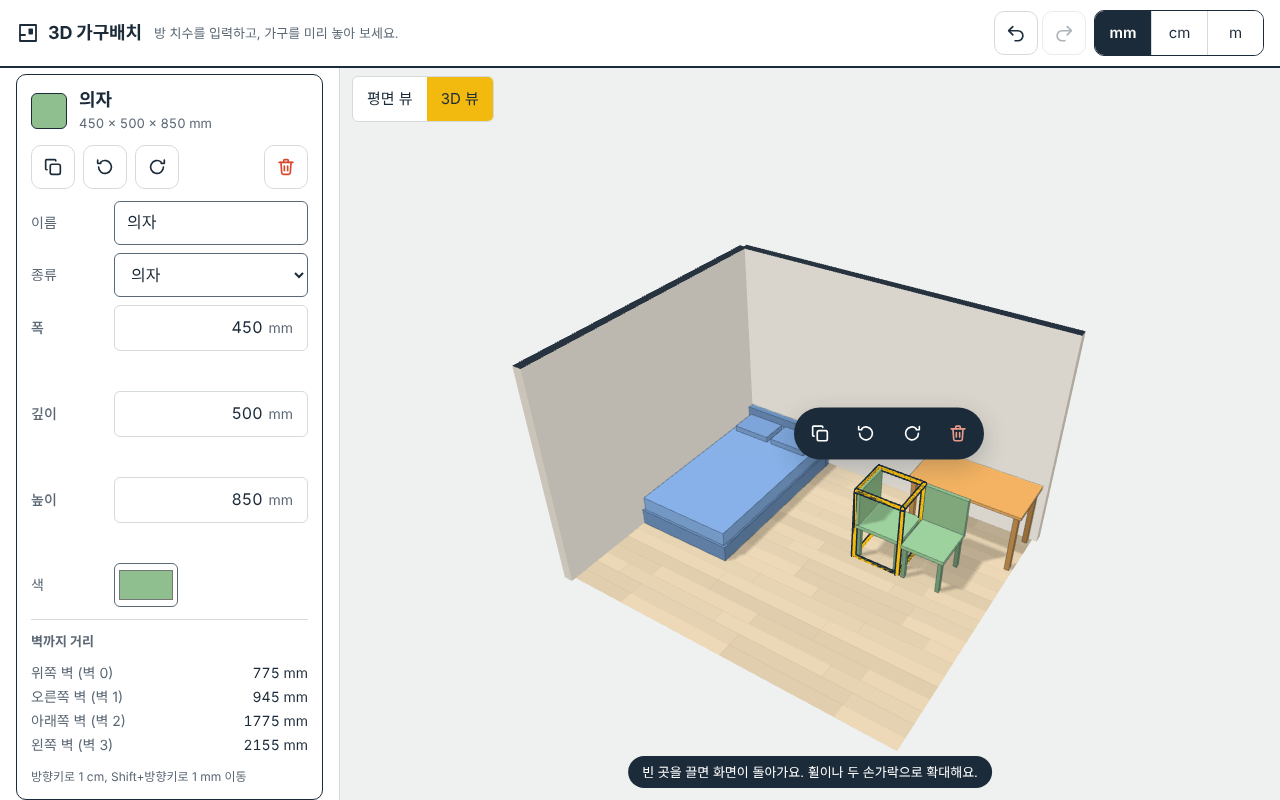 3D 가구배치
방 치수를 입력하고, 가구를 미리 놓아 보세요.
mm
cm
m
의자
450 × 500 × 850 mm
이름
의자
종류
의자
폭
450 mm
깊이
500 mm
높이
850 mm
색
벽까지 거리
위쪽 벽 (벽 0) 775 mm
오른쪽 벽 (벽 1) 945 mm
아래쪽 벽 (벽 2) 1775 mm
왼쪽 벽 (벽 3) 2155 mm
방향키로 1 cm, Shift+방향키로 1 mm 이동
평면 뷰
3D 뷰
빈 곳을 끌면 화면이 돌아가요. 휠이나 두 손가락으로 확대해요.